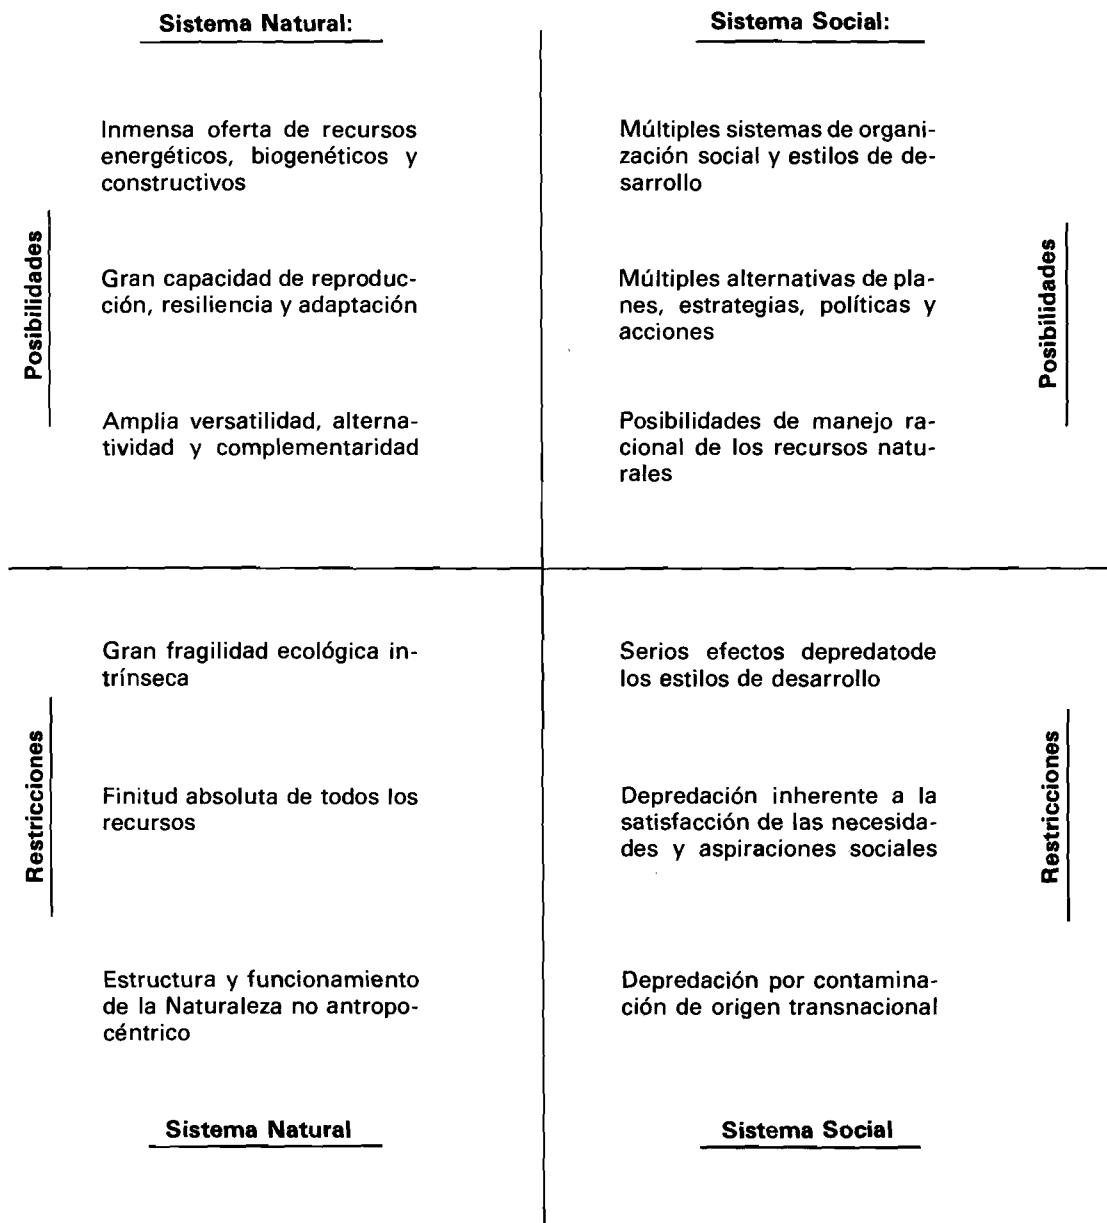 Sistema Natural:
Sistema Social:
Posibilidades
Inmensa oferta de recursos
energéticos, biogenéticos y
constructivos
Gran capacidad de reproduc-
ción, resiliencia y adaptación
Amplia versatilidad, alterna-
tividad y complementaridad
Múltiples sistemas de organi-
zación social y estilos de de-
sarrollo
Múltiples alternativas de pla-
nes, estrategias, políticas y
acciones
Posibilidades de manejo ra-
cional de los recursos natu-
rales
Posibilidades
Restricciones
Gran fragilidad ecológica in-
trínseca
Finitud absoluta de todos los
recursos
Estructura y funcionamiento
de la Naturaleza no antropo-
céntrico
Serios efectos depredatode
los estilos de desarrollo
Depredación inherente a la
satisfacción de las necesida-
des y aspiraciones sociales
Depredación por contamina-
ción de origen transnacional
Restricciones
Sistema Natural
Sistema Social